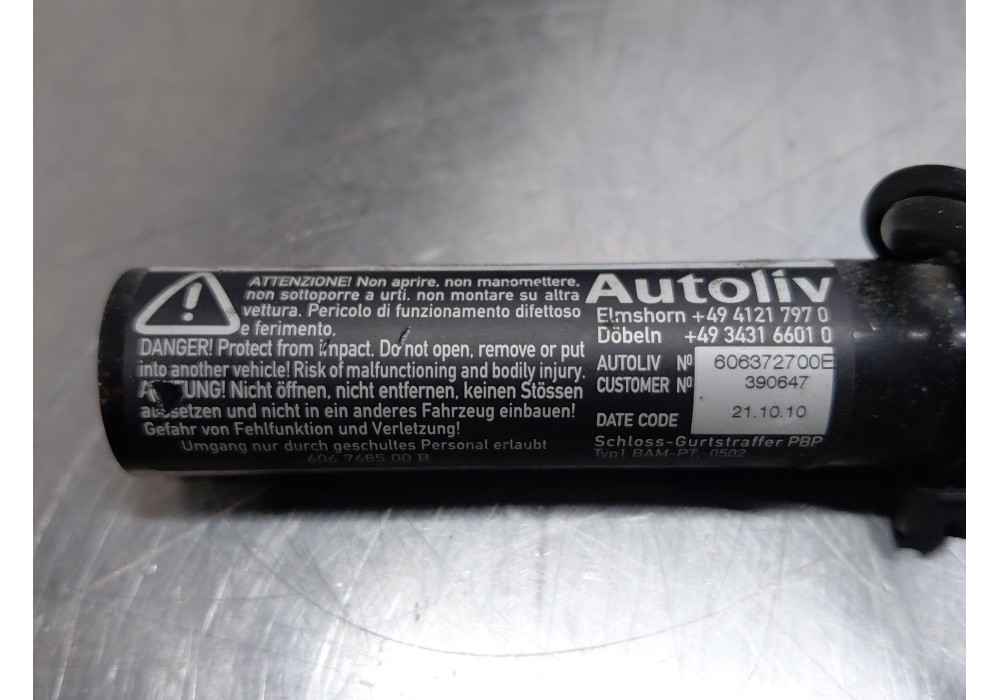 ATTENZIONE! Non aprire, non manomettere,
non sottoporre a urti, non montare su altra
vettura. Pericolo di funzionamento difettoso
e ferimento.
DANGER! Protect from impact. Do not open, remove or put
into another vehicle! Risk of malfunctioning and bodily injury.
Nicht öffnen, nicht entfernen, keinen Stössen
aussetzen und nicht in ein anderes Fahrzeug einbauen!
Gefahr von Fehlfunktion und Verletzung!
Umgang nur durch geschultes Personal erlaubt
606 7685 00 B
Autoliv
Elmshorn +49 4121 797 0
Döbeln +49 3431 6601 0
AUTOLIV Nº 606372700E
CUSTOMER Nº 390647
DATE CODE 21.10.10
Schloss-Gurtstraffer PBP
Typ1 BAM-PT.-0502